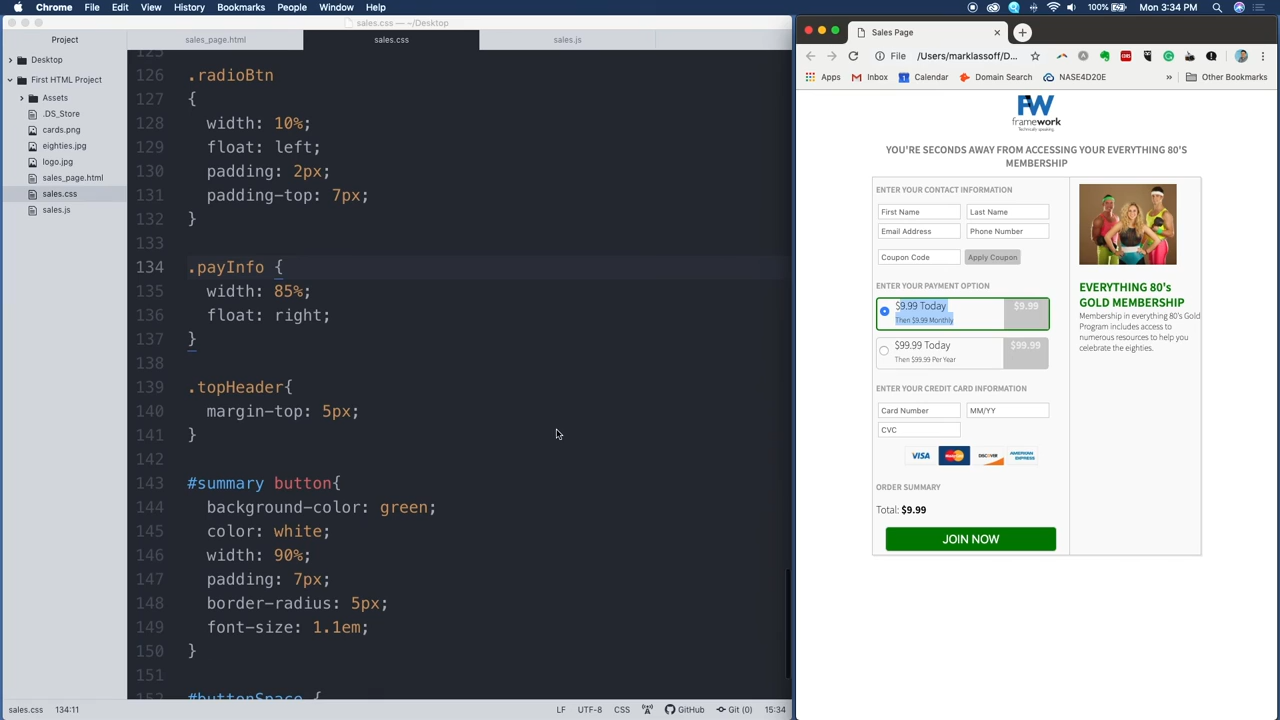 Chrome File Edit View History Bookmarks People Window Help
Mon 3:34 PM
sales.css — ~/Desktop
Project
sales_page.html
sales.css
sales.js
Desktop
First HTML Project
Assets
.DS_Store
cards.png
eighties.jpg
logo.jpg
sales_page.html
sales.css
sales.js
125
126 .radioBtn
127 {
128 width: 10%;
129 float: left;
130 padding: 2px;
131 padding-top: 7px;
132 }
133
134 .payInfo {
135 width: 85%;
136 float: right;
137 }
138
139 .topHeader{
140 margin-top: 5px;
141 }
142
143 #summary button{
144 background-color: green;
145 color: white;
146 width: 90%;
147 padding: 7px;
148 border-radius: 5px;
149 font-size: 1.1em;
150 }
151
152 #buttonSpace {
sales.css 134:11
LF UTF-8 CSS GitHub Git (0) 15:34
Sales Page
File /Users/marklassoff/D...
Apps Inbox Calendar Domain Search NASE4D20E » Other Bookmarks
FW
framework
Technically speaking
YOU'RE SECONDS AWAY FROM ACCESSING YOUR EVERYTHING 80'S
MEMBERSHIP
ENTER YOUR CONTACT INFORMATION
First Name Last Name
Email Address Phone Number
Coupon Code Apply Coupon
ENTER YOUR PAYMENT OPTION
$9.99 Today $9.99
Then $9.99 Monthly
$99.99 Today $99.99
Then $99.99 Per Year
ENTER YOUR CREDIT CARD INFORMATION
Card Number MM/YY
CVC
VISA MasterCard DISCOVER AMERICAN EXPRESS
ORDER SUMMARY
Total: $9.99
JOIN NOW
EVERYTHING 80's
GOLD MEMBERSHIP
Membership in everything 80's Gold
Program includes access to
numerous resources to help you
celebrate the eighties.